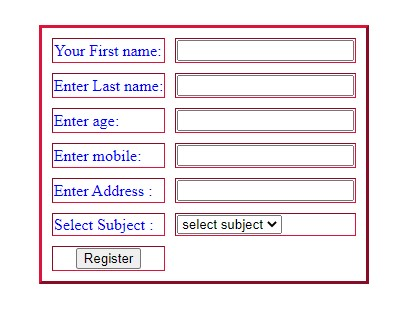 Your First name:
Enter Last name:
Enter age:
Enter mobile:
Enter Address :
Select Subject : select subject
Register